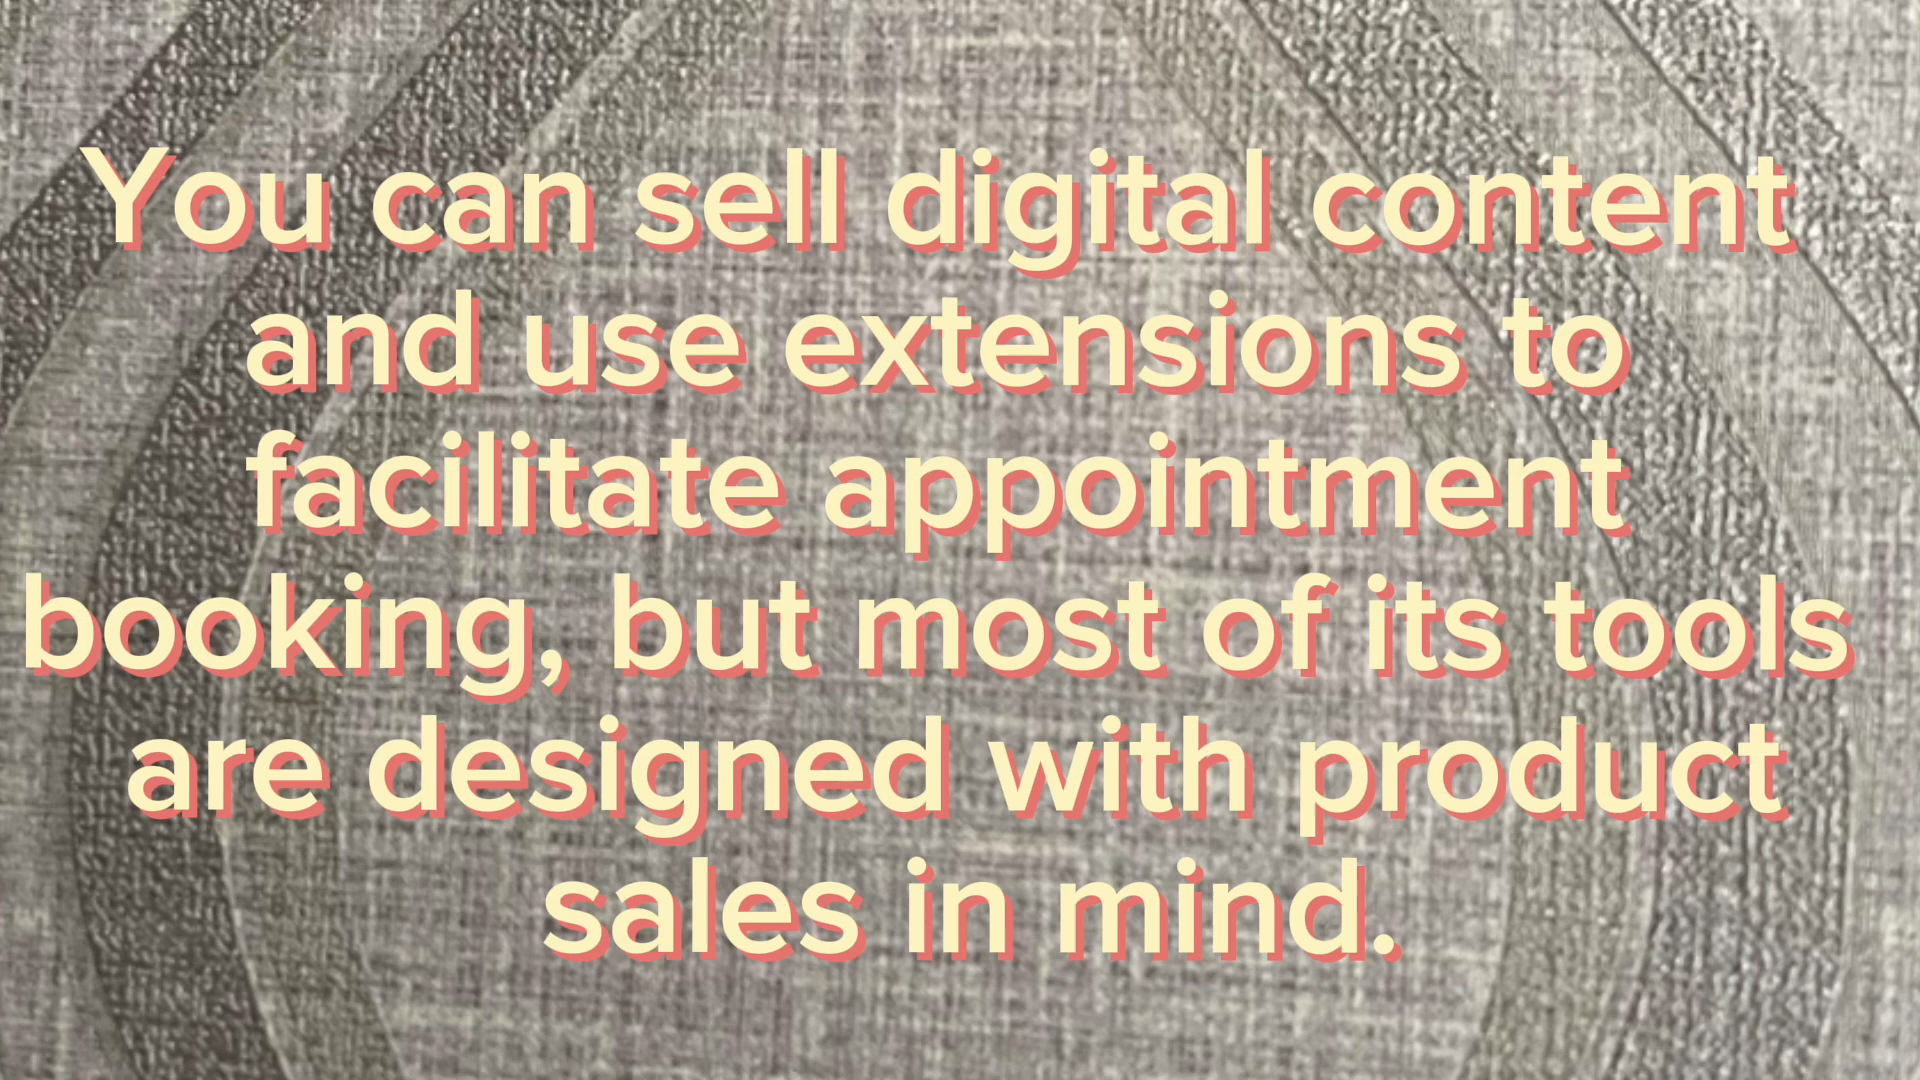 You can sell digital content
and use extensions to
facilitate appointment
booking, but most of its tools
are designed with product
sales in mind.